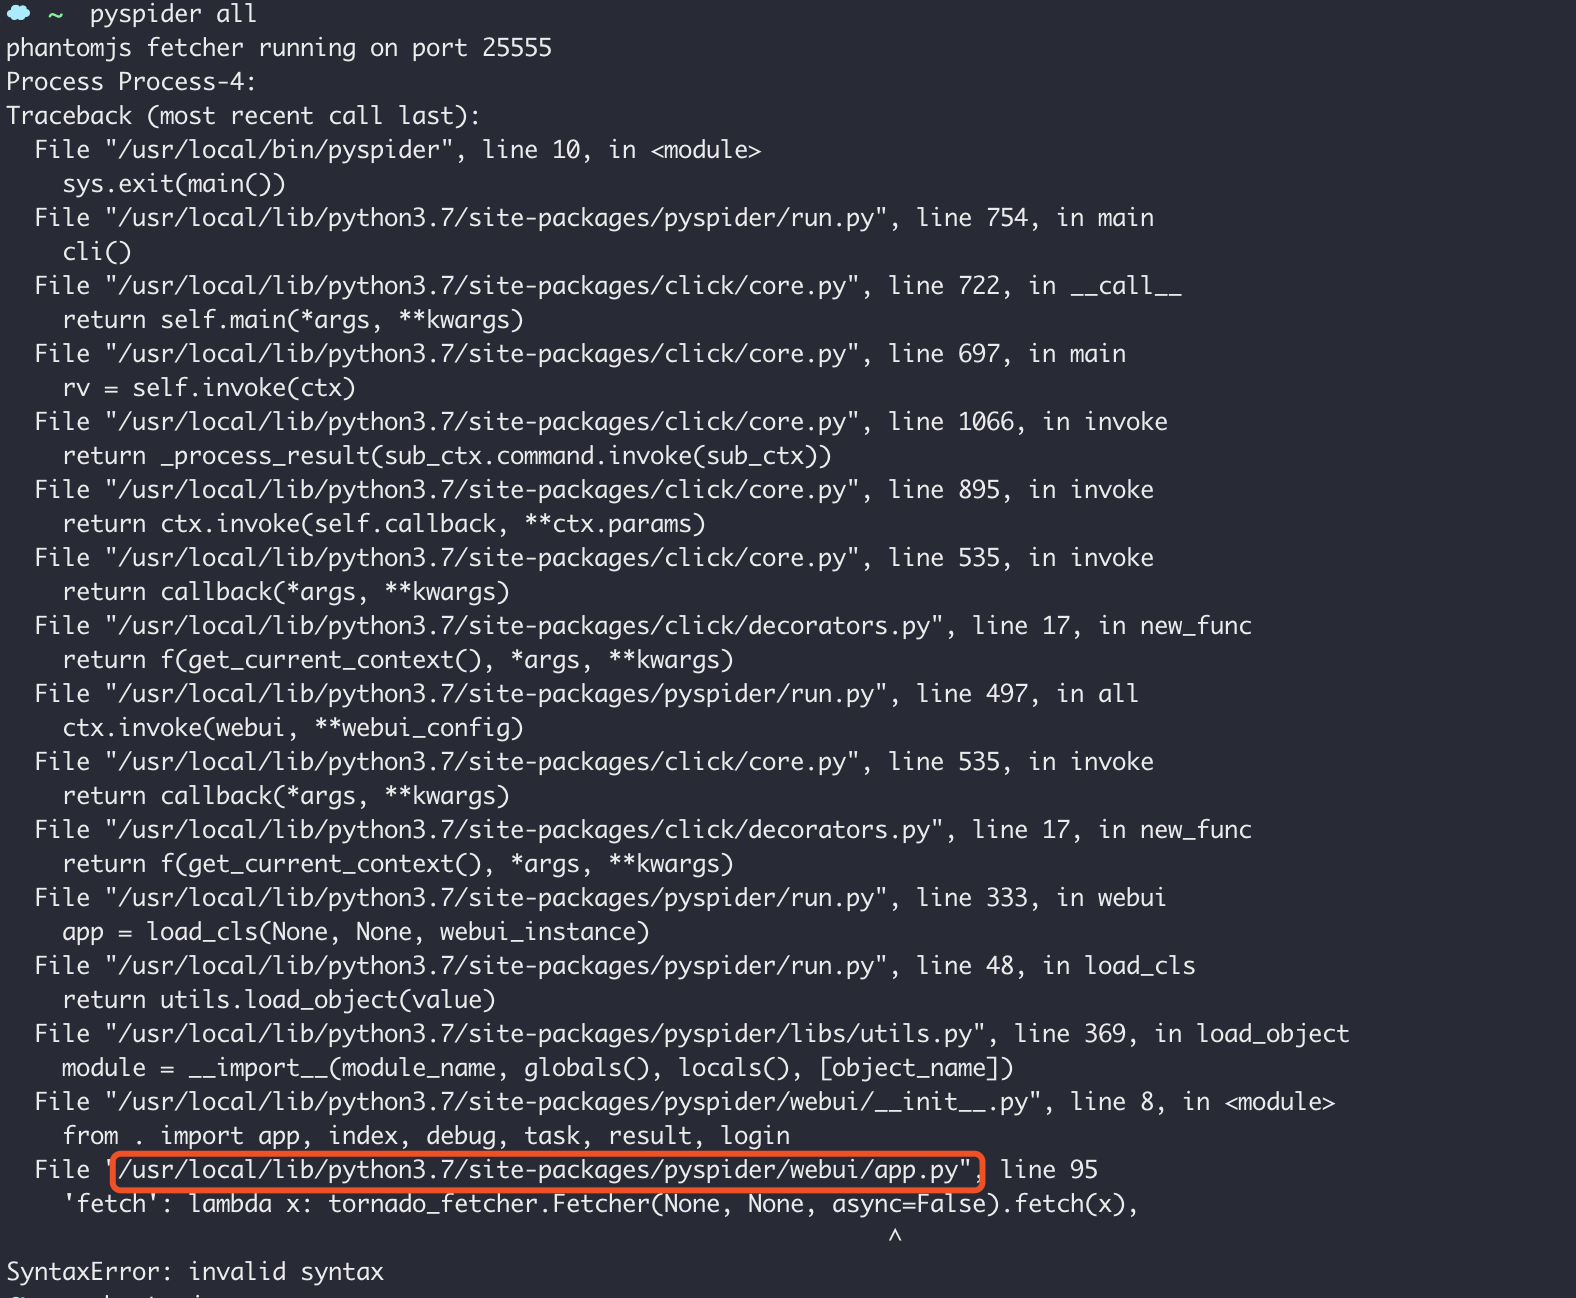 ~ pyspider all
phantomjs fetcher running on port 25555
Process Process-4:
Traceback (most recent call last):
  File "/usr/local/bin/pyspider", line 10, in <module>
    sys.exit(main())
  File "/usr/local/lib/python3.7/site-packages/pyspider/run.py", line 754, in main
    cli()
  File "/usr/local/lib/python3.7/site-packages/click/core.py", line 722, in __call__
    return self.main(*args, **kwargs)
  File "/usr/local/lib/python3.7/site-packages/click/core.py", line 697, in main
    rv = self.invoke(ctx)
  File "/usr/local/lib/python3.7/site-packages/click/core.py", line 1066, in invoke
    return _process_result(sub_ctx.command.invoke(sub_ctx))
  File "/usr/local/lib/python3.7/site-packages/click/core.py", line 895, in invoke
    return ctx.invoke(self.callback, **ctx.params)
  File "/usr/local/lib/python3.7/site-packages/click/core.py", line 535, in invoke
    return callback(*args, **kwargs)
  File "/usr/local/lib/python3.7/site-packages/click/decorators.py", line 17, in new_func
    return f(get_current_context(), *args, **kwargs)
  File "/usr/local/lib/python3.7/site-packages/pyspider/run.py", line 497, in all
    ctx.invoke(webui, **webui_config)
  File "/usr/local/lib/python3.7/site-packages/click/core.py", line 535, in invoke
    return callback(*args, **kwargs)
  File "/usr/local/lib/python3.7/site-packages/click/decorators.py", line 17, in new_func
    return f(get_current_context(), *args, **kwargs)
  File "/usr/local/lib/python3.7/site-packages/pyspider/run.py", line 333, in webui
    app = load_cls(None, None, webui_instance)
  File "/usr/local/lib/python3.7/site-packages/pyspider/run.py", line 48, in load_cls
    return utils.load_object(value)
  File "/usr/local/lib/python3.7/site-packages/pyspider/libs/utils.py", line 369, in load_object
    module = __import__(module_name, globals(), locals(), [object_name])
  File "/usr/local/lib/python3.7/site-packages/pyspider/webui/__init__.py", line 8, in <module>
    from . import app, index, debug, task, result, login
  File "/usr/local/lib/python3.7/site-packages/pyspider/webui/app.py", line 95
    'fetch': lambda x: tornado_fetcher.Fetcher(None, None, async=False).fetch(x),
                                                               ^
SyntaxError: invalid syntax